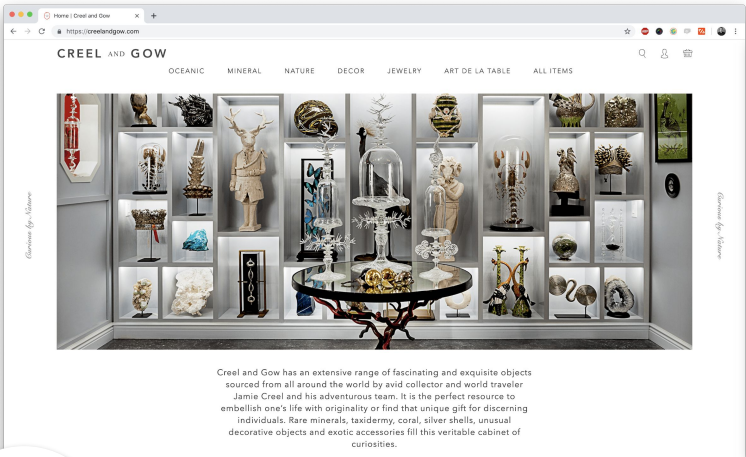 Home | Creel and Gow
https://creelandgow.com
CREEL AND GOW
OCEANIC MINERAL NATURE DECOR JEWELRY ART DE LA TABLE ALL ITEMS
Curious by Nature
Curious by Nature
Creel and Gow has an extensive range of fascinating and exquisite objects
sourced from all around the world by avid collector and world traveler
Jamie Creel and his adventurous team. It is the perfect resource to
embellish one's life with originality or find that unique gift for discerning
individuals. Rare minerals, taxidermy, coral, silver shells, unusual
decorative objects and exotic accessories fill this veritable cabinet of
curiosities.